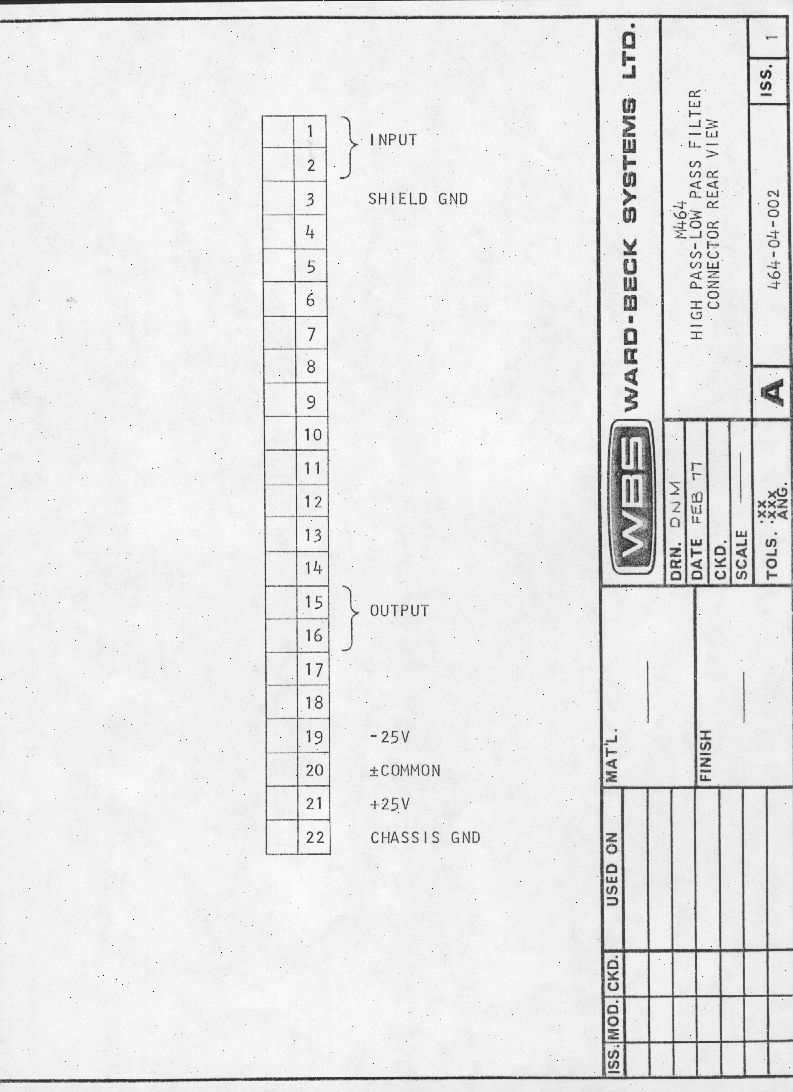 1
2
INPUT
3 SHIELD GND
4
5
6
7
8
9
10
11
12
13
14
15
16
OUTPUT
17
18
19 -25V
20 ±COMMON
21 +25V
22 CHASSIS GND
WARD-BECK SYSTEMS LTD.
WBS
M464
HIGH PASS-LOW PASS FILTER
CONNECTOR REAR VIEW
ISS. 1
464-04-002
A
DRN. DNM
DATE FEB 77
CKD.
SCALE
TOLS. .XX
.XXX
ANG.
MAT'L.
FINISH
USED ON
ISS. MOD. CKD.